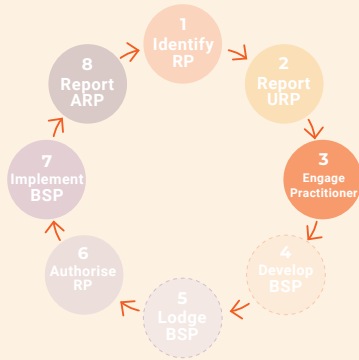 1
Identify
RP
2
Report
URP
3
Engage
Practitioner
4
Develop
BSP
5
Lodge
BSP
6
Authorise
RP
7
Implement
BSP
8
Report
ARP